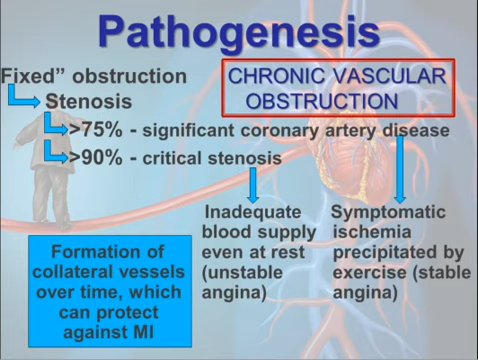 Pathogenesis
Fixed” obstruction
CHRONIC VASCULAR
OBSTRUCTION
Stenosis
>75% - significant coronary artery disease
>90% - critical stenosis
Inadequate
blood supply
even at rest
(unstable
angina)
Symptomatic
ischemia
precipitated by
exercise (stable
angina)
Formation of
collateral vessels
over time, which
can protect
against MI